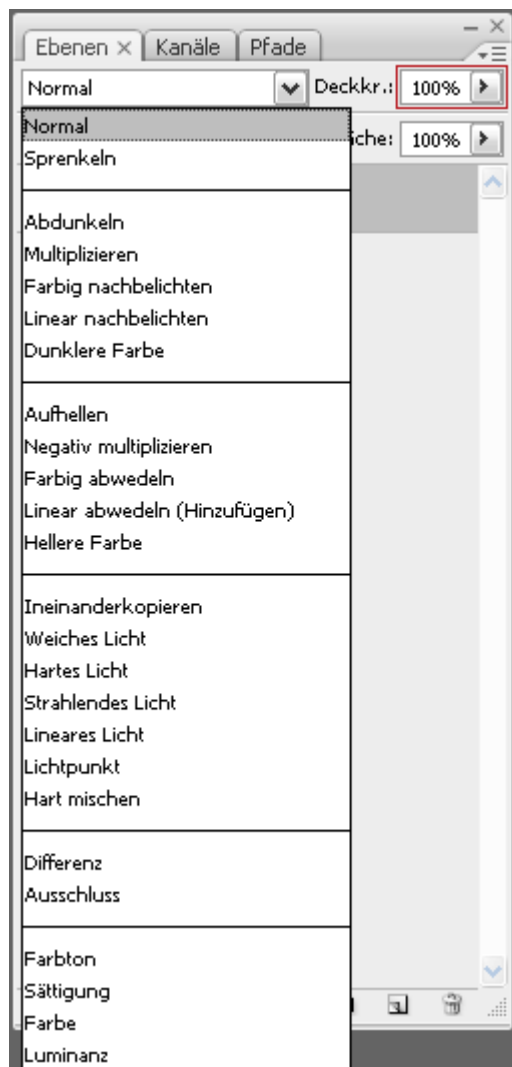 Ebenen × Kanäle Pfade
Normal Deckkr.: 100%
Normal
äche: 100%
Sprenkeln
Abdunkeln
Multiplizieren
Farbig nachbelichten
Linear nachbelichten
Dunklere Farbe
Aufhellen
Negativ multiplizieren
Farbig abwedeln
Linear abwedeln (Hinzufügen)
Hellere Farbe
Ineinanderkopieren
Weiches Licht
Hartes Licht
Strahlendes Licht
Lineares Licht
Lichtpunkt
Hart mischen
Differenz
Ausschluss
Farbton
Sättigung
Farbe
Luminanz